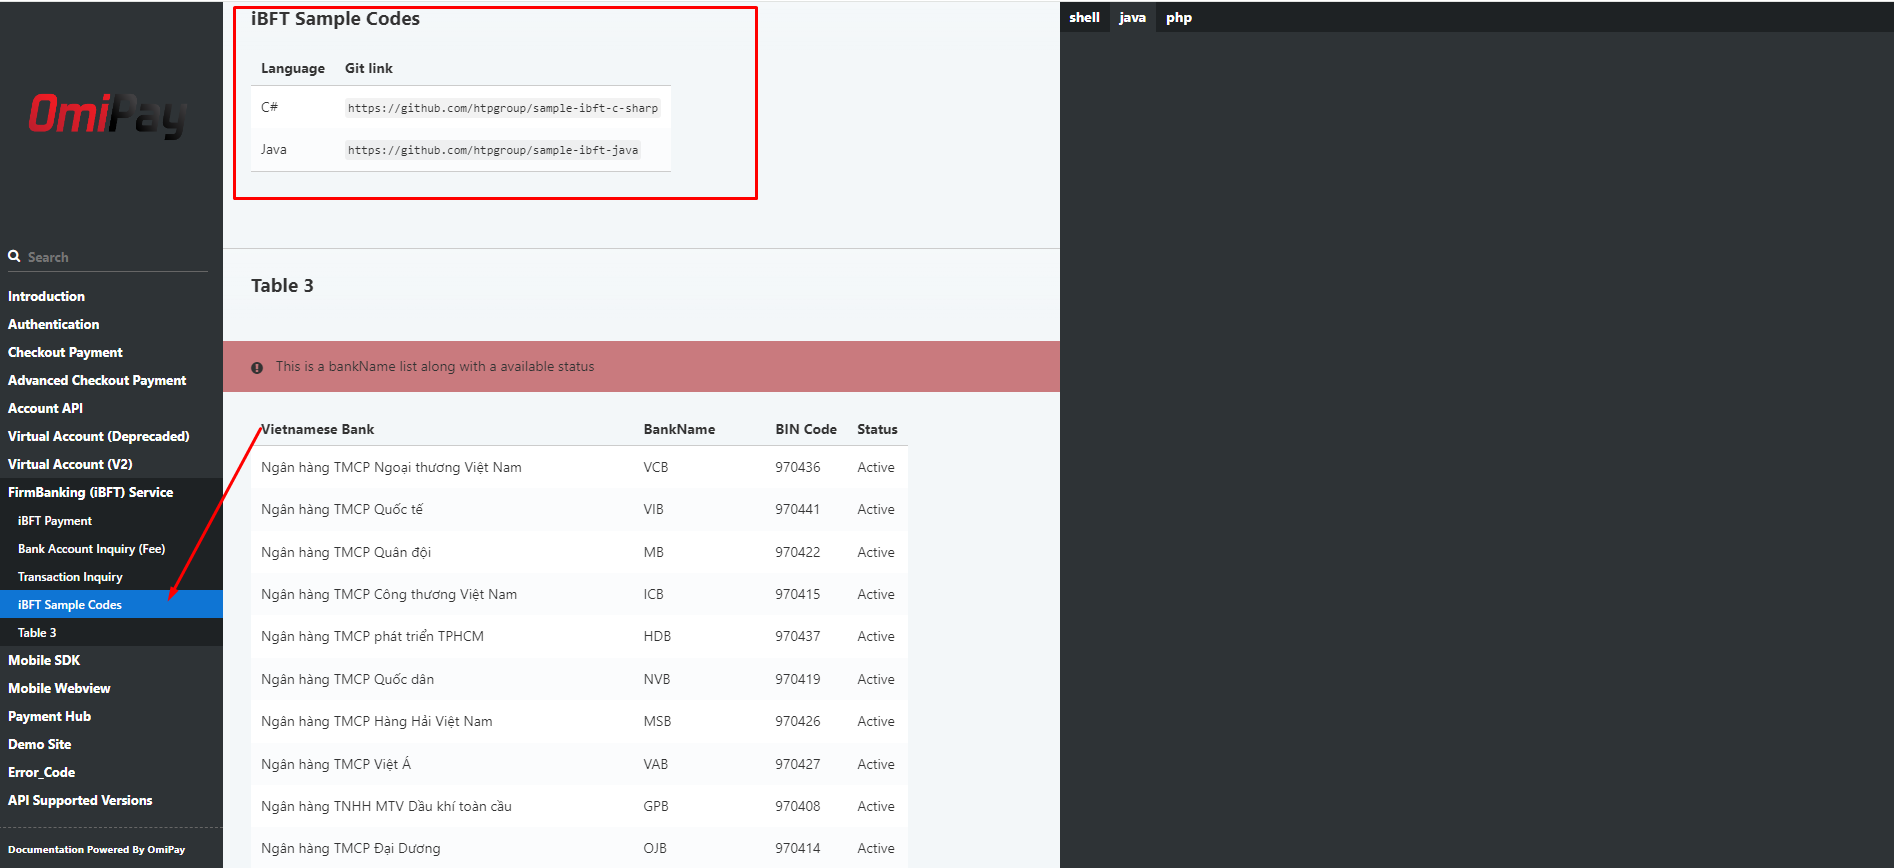 OmiPay
Search
Introduction
Authentication
Checkout Payment
Advanced Checkout Payment
Account API
Virtual Account (Deprecaded)
Virtual Account (V2)
FirmBanking (iBFT) Service
iBFT Payment
Bank Account Inquiry (Fee)
Transaction Inquiry
iBFT Sample Codes
Table 3
Mobile SDK
Mobile Webview
Payment Hub
Demo Site
Error_Code
API Supported Versions
Documentation Powered By OmiPay
iBFT Sample Codes
Language Git link
C# https://github.com/htpgroup/sample-ibft-c-sharp
Java https://github.com/htpgroup/sample-ibft-java
Table 3
This is a bankName list along with a available status
Vietnamese Bank BankName BIN Code Status
Ngân hàng TMCP Ngoại thương Việt Nam VCB 970436 Active
Ngân hàng TMCP Quốc tế VIB 970441 Active
Ngân hàng TMCP Quân đội MB 970422 Active
Ngân hàng TMCP Công thương Việt Nam ICB 970415 Active
Ngân hàng TMCP phát triển TPHCM HDB 970437 Active
Ngân hàng TMCP Quốc dân NVB 970419 Active
Ngân hàng TMCP Hàng Hải Việt Nam MSB 970426 Active
Ngân hàng TMCP Việt Á VAB 970427 Active
Ngân hàng TNHH MTV Dầu khí toàn cầu GPB 970408 Active
Ngân hàng TMCP Đại Dương OJB 970414 Active
shell java php